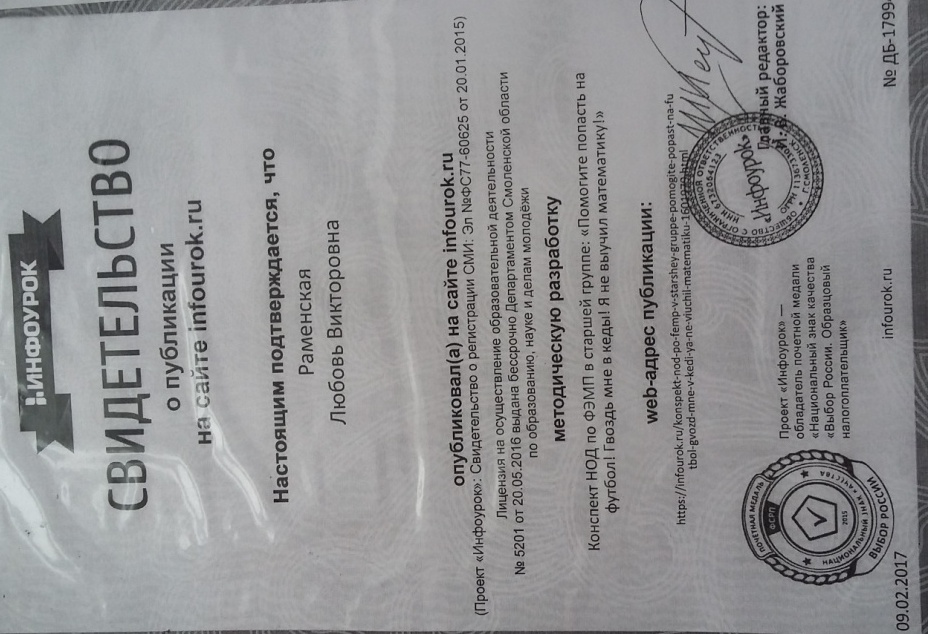 ИНФОУРОК
СВИДЕТЕЛЬСТВО
о публикации
на сайте infourok.ru
Настоящим подтверждается, что
Раменская
Любовь Викторовна
опубликовал(а) на сайте infourok.ru
(Проект «Инфоурок»: Свидетельство о регистрации СМИ: Эл №ФС77-60625 от 20.01.2015)
Лицензия на осуществление образовательной деятельности
№ 5201 от 20.05.2016 выдана бессрочно Департаментом Смоленской области
по образованию, науке и делам молодёжи
методическую разработку
Конспект НОД по ФЭМП в старшей группе: «Помогите попасть на
футбол! Гвоздь мне в кеды! Я не выучил математику!»
web-адрес публикации:
https://infourok.ru/konspekt-nod-po-femp-v-starshey-gruppe-pomogite-popast-na-fu
tbol-gvozd-mne-v-kedi-ya-ne-viuchil-matematiku-
ПОЧЕТНАЯ МЕДАЛЬ
ФСРП
2015
НАЦИОНАЛЬНЫЙ ЗНАК КАЧЕСТВА
ВЫБОР РОССИИ
Проект «Инфоурок» —
обладатель почетной медали
«Национальный знак качества
«Выбор России. Образцовый
налогоплательщик»
ОБЩЕСТВО С ОГРАНИЧЕННОЙ ОТВЕТСТВЕННОСТЬЮ
«Инфоурок»
Г.СМОЛЕНСК
Главный редактор:
Жаборовский
09.02.2017
infourok.ru
№ ДБ-1799